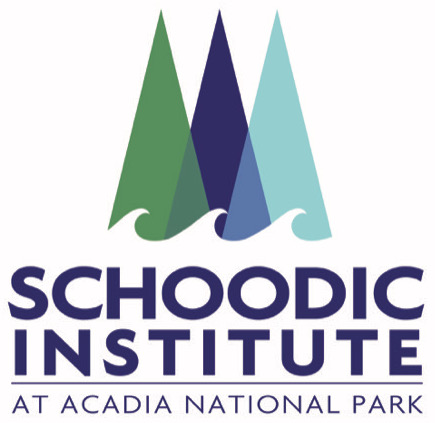 SCHOODIC
INSTITUTE
AT ACADIA NATIONAL PARK